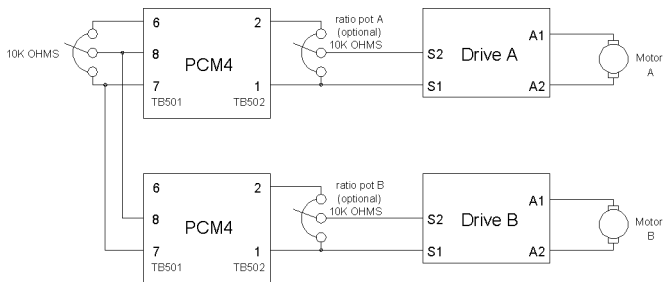 6 2 ratio pot A
(optional)
A1
10K OHMS 8 PCM4 10K OHMS S2 Drive A Motor
A
7 1 S1 A2
TB501 TB502
6 2 ratio pot B
(optional)
A1
8 PCM4 10K OHMS S2 Drive B Motor
B
7 1 S1 A2
TB501 TB502